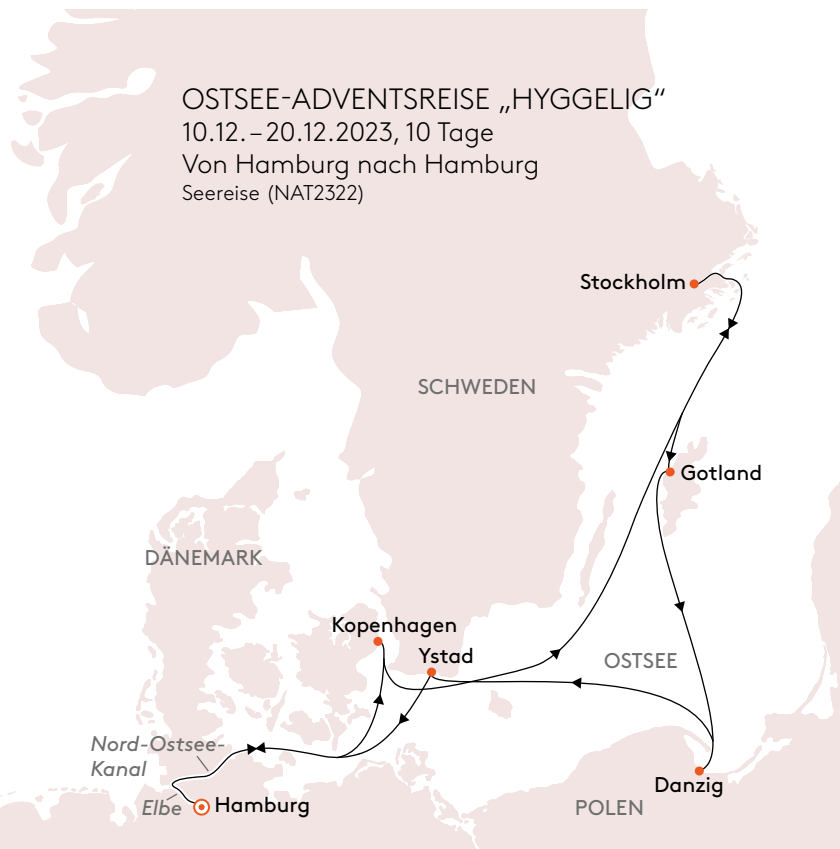 OSTSEE-ADVENTSREISE „HYGGELIG“
10.12.–20.12.2023, 10 Tage
Von Hamburg nach Hamburg
Seereise (NAT2322)
Stockholm
SCHWEDEN
Gotland
DÄNEMARK
Kopenhagen
Ystad
OSTSEE
Nord-Ostsee-
Kanal
Elbe
Hamburg
Danzig
POLEN